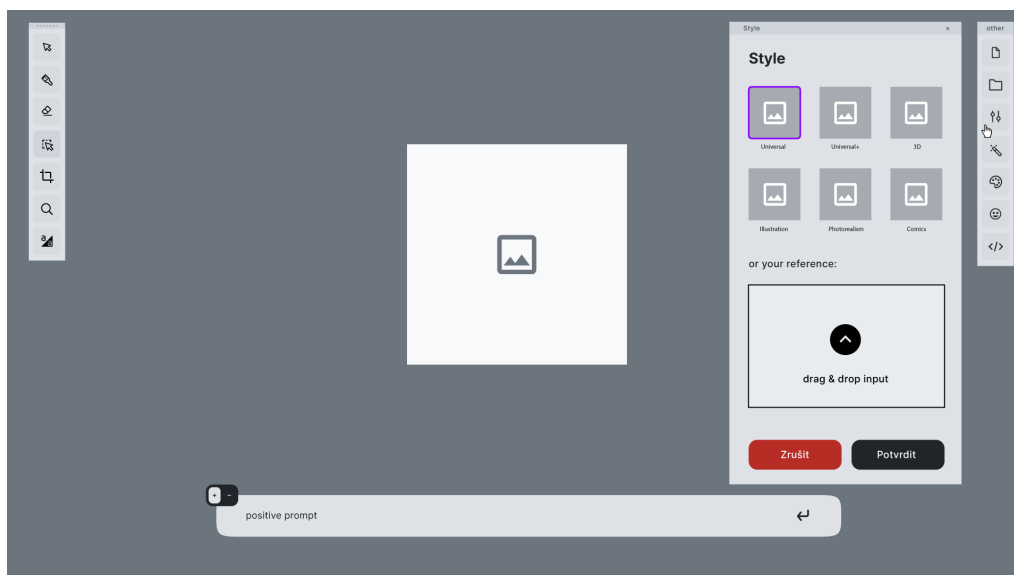 Style
other
Style
Universal
Universal+
3D
Illustration
Photorealism
Comics
or your reference:
drag & drop input
Zrušit
Potvrdit
+ -
positive prompt